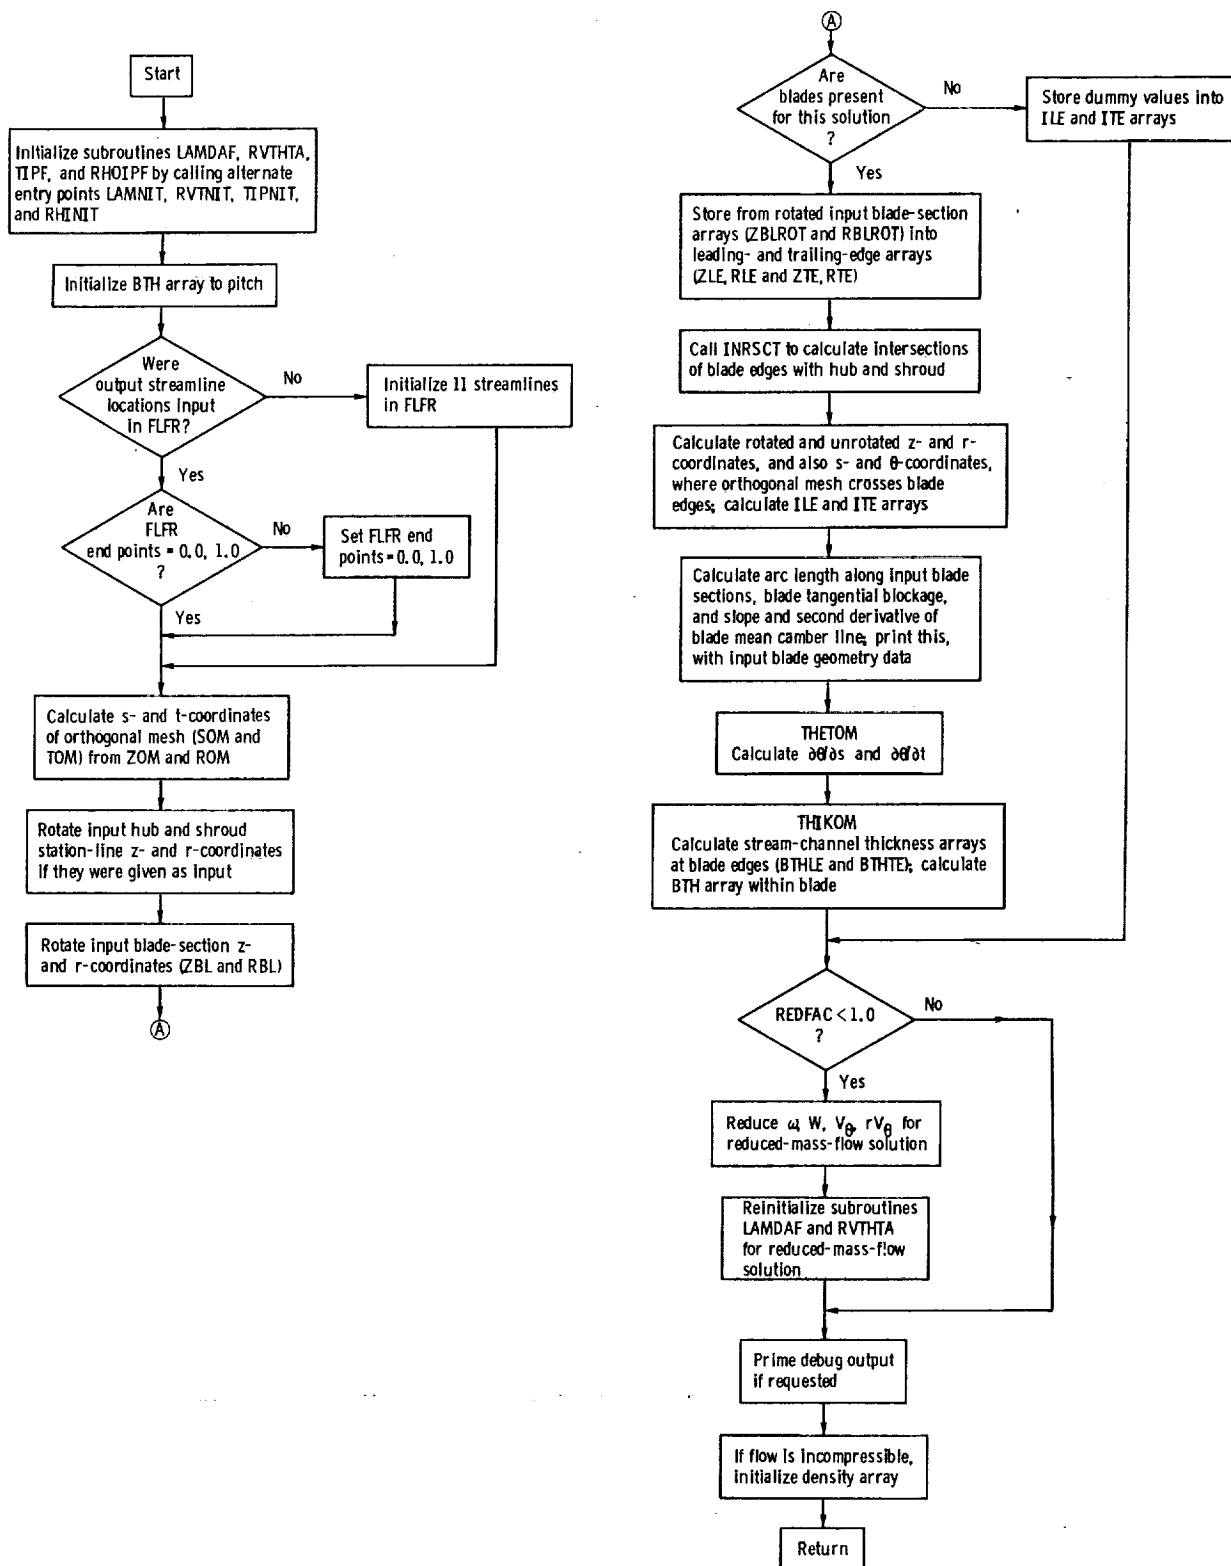 Start
Initialize subroutines LAMDAF, RVTHTA,
TIPF, and RHOIPF by calling alternate
entry points LAMNIT, RVTNIT, TIPNIT,
and RHINIT
Initialize BTH array to pitch
Were
output streamline
locations input
in FLFR?
No
Initialize 11 streamlines
in FLFR
Yes
Are
FLFR
end points = 0.0, 1.0
?
No
Set FLFR end
points = 0.0, 1.0
Yes
Calculate s- and t-coordinates
of orthogonal mesh (SOM and
TOM) from ZOM and ROM
Rotate input hub and shroud
station-line z- and r-coordinates
if they were given as input
Rotate input blade-section z-
and r-coordinates (ZBL and RBL)
A
A
Are
blades present
for this solution
?
No
Store dummy values into
ILE and ITE arrays
Yes
Store from rotated input blade-section
arrays (ZBLROT and RBLROT) into
leading- and trailing-edge arrays
(ZLE, RLE and ZTE, RTE)
Call INRSCT to calculate intersections
of blade edges with hub and shroud
Calculate rotated and unrotated z- and r-
coordinates, and also s- and θ-coordinates,
where orthogonal mesh crosses blade
edges; calculate ILE and ITE arrays
Calculate arc length along input blade
sections, blade tangential blockage,
and slope and second derivative of
blade mean camber line; print this,
with input blade geometry data
THETOM
Calculate ∂θ/∂s and ∂θ/∂t
THIKOM
Calculate stream-channel thickness arrays
at blade edges (BTHLE and BTHTE); calculate
BTH array within blade
REDFAC < 1.0
?
No
Yes
Reduce ω, W, Vθ, rVθ for
reduced-mass-flow solution
Reinitialize subroutines
LAMDAF and RVTHTA
for reduced-mass-flow
solution
Prime debug output
if requested
If flow is incompressible,
initialize density array
Return